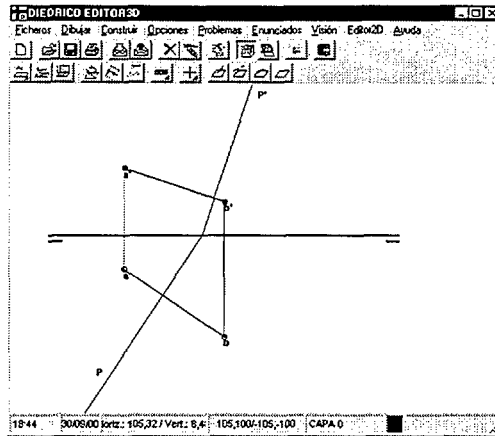 DIEDRICO EDITOR3D
Ficheros Dibujar Construir Opciones Problemas Enunciados Visión Editor2D Ayuda
P'
a'
b'
a
b
P
18:44 30/09/00 loriz.: 105,32 / Vert.: 8,4 -105,100/-105,-100 CAPA 0